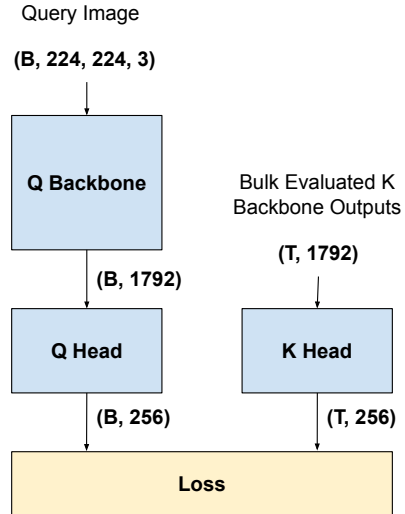 Query Image
(B, 224, 224, 3)
Q Backbone
(B, 1792)
Q Head
(B, 256)
Bulk Evaluated K
Backbone Outputs
(T, 1792)
K Head
(T, 256)
Loss